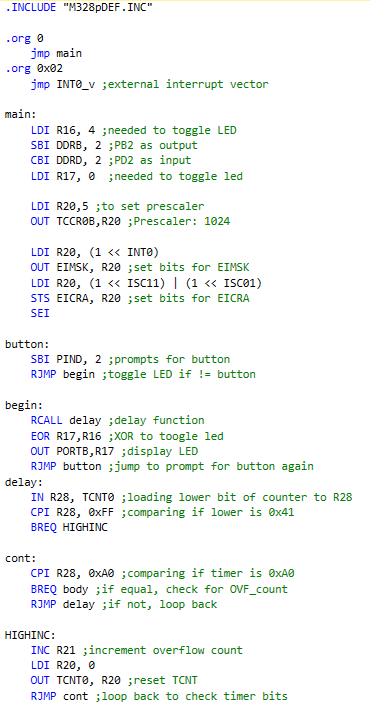 .INCLUDE "M328pDEF.INC"
.org 0
jmp main
.org 0x02
jmp INT0_v ;external interrupt vector
main:
LDI R16, 4 ;needed to toggle LED
SBI DDRB, 2 ;PB2 as output
CBI DDRD, 2 ;PD2 as input
LDI R17, 0 ;needed to toggle led
LDI R20,5 ;to set prescaler
OUT TCCR0B,R20 ;Prescaler: 1024
LDI R20, (1 << INT0)
OUT EIMSK, R20 ;set bits for EIMSK
LDI R20, (1 << ISC11) | (1 << ISC01)
STS EICRA, R20 ;set bits for EICRA
SEI
button:
SBI PIND, 2 ;prompts for button
RJMP begin ;toggle LED if != button
begin:
RCALL delay ;delay function
EOR R17,R16 ;XOR to toogle led
OUT PORTB,R17 ;display LED
RJMP button ;jump to prompt for button again
delay:
IN R28, TCNT0 ;loading lower bit of counter to R28
CPI R28, 0xFF ;comparing if lower is 0x41
BREQ HIGHINC
cont:
CPI R28, 0xA0 ;comparing if timer is 0xA0
BREQ body ;if equal, check for OVF_count
RJMP delay ;if not, loop back
HIGHINC:
INC R21 ;increment overflow count
LDI R20, 0
OUT TCNT0, R20 ;reset TCNT
RJMP cont ;loop back to check timer bits